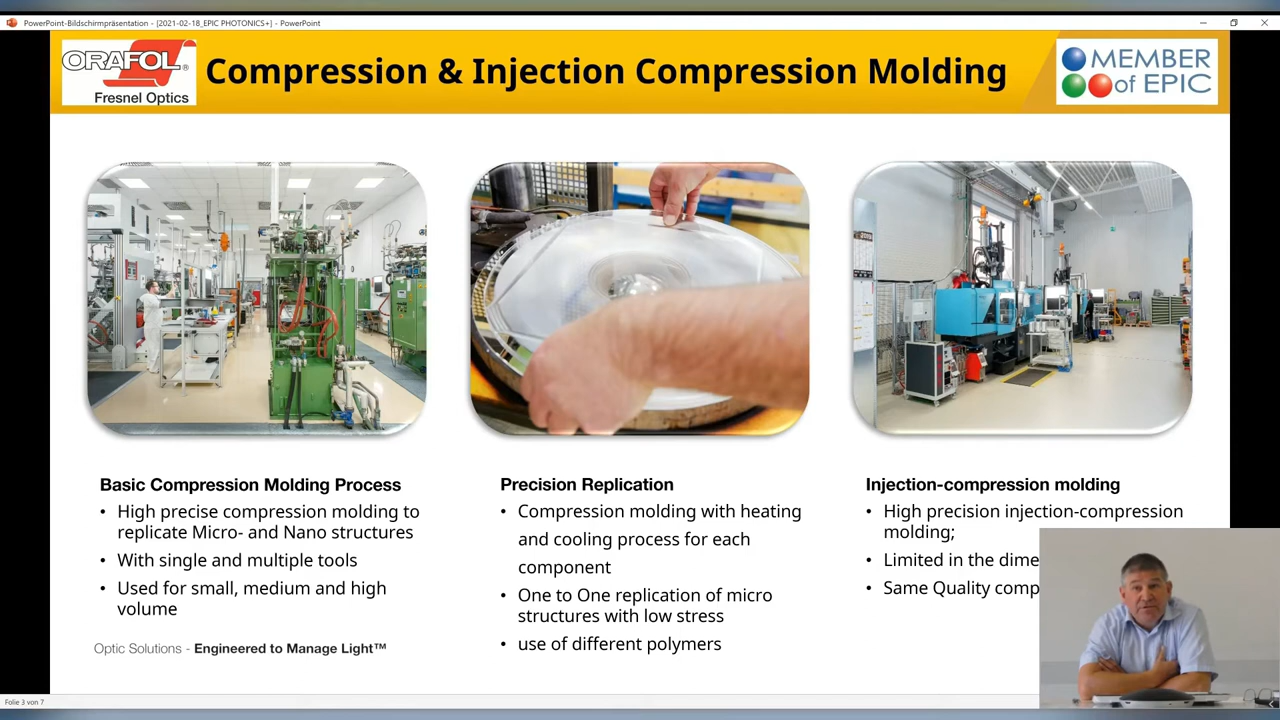 PowerPoint-Bildschirmpräsentation - [2021-02-18_EPIC PHOTONICS+] - PowerPoint
ORAFOL®
Fresnel Optics
Compression & Injection Compression Molding
MEMBER
of EPIC
Basic Compression Molding Process
• High precise compression molding to
replicate Micro- and Nano structures
• With single and multiple tools
• Used for small, medium and high
volume
Precision Replication
• Compression molding with heating
and cooling process for each
component
• One to One replication of micro
structures with low stress
• use of different polymers
Injection-compression molding
• High precision injection-compression
molding;
• Limited in the dime
• Same Quality comp
Optic Solutions - Engineered to Manage Light™
Folie 3 von 7